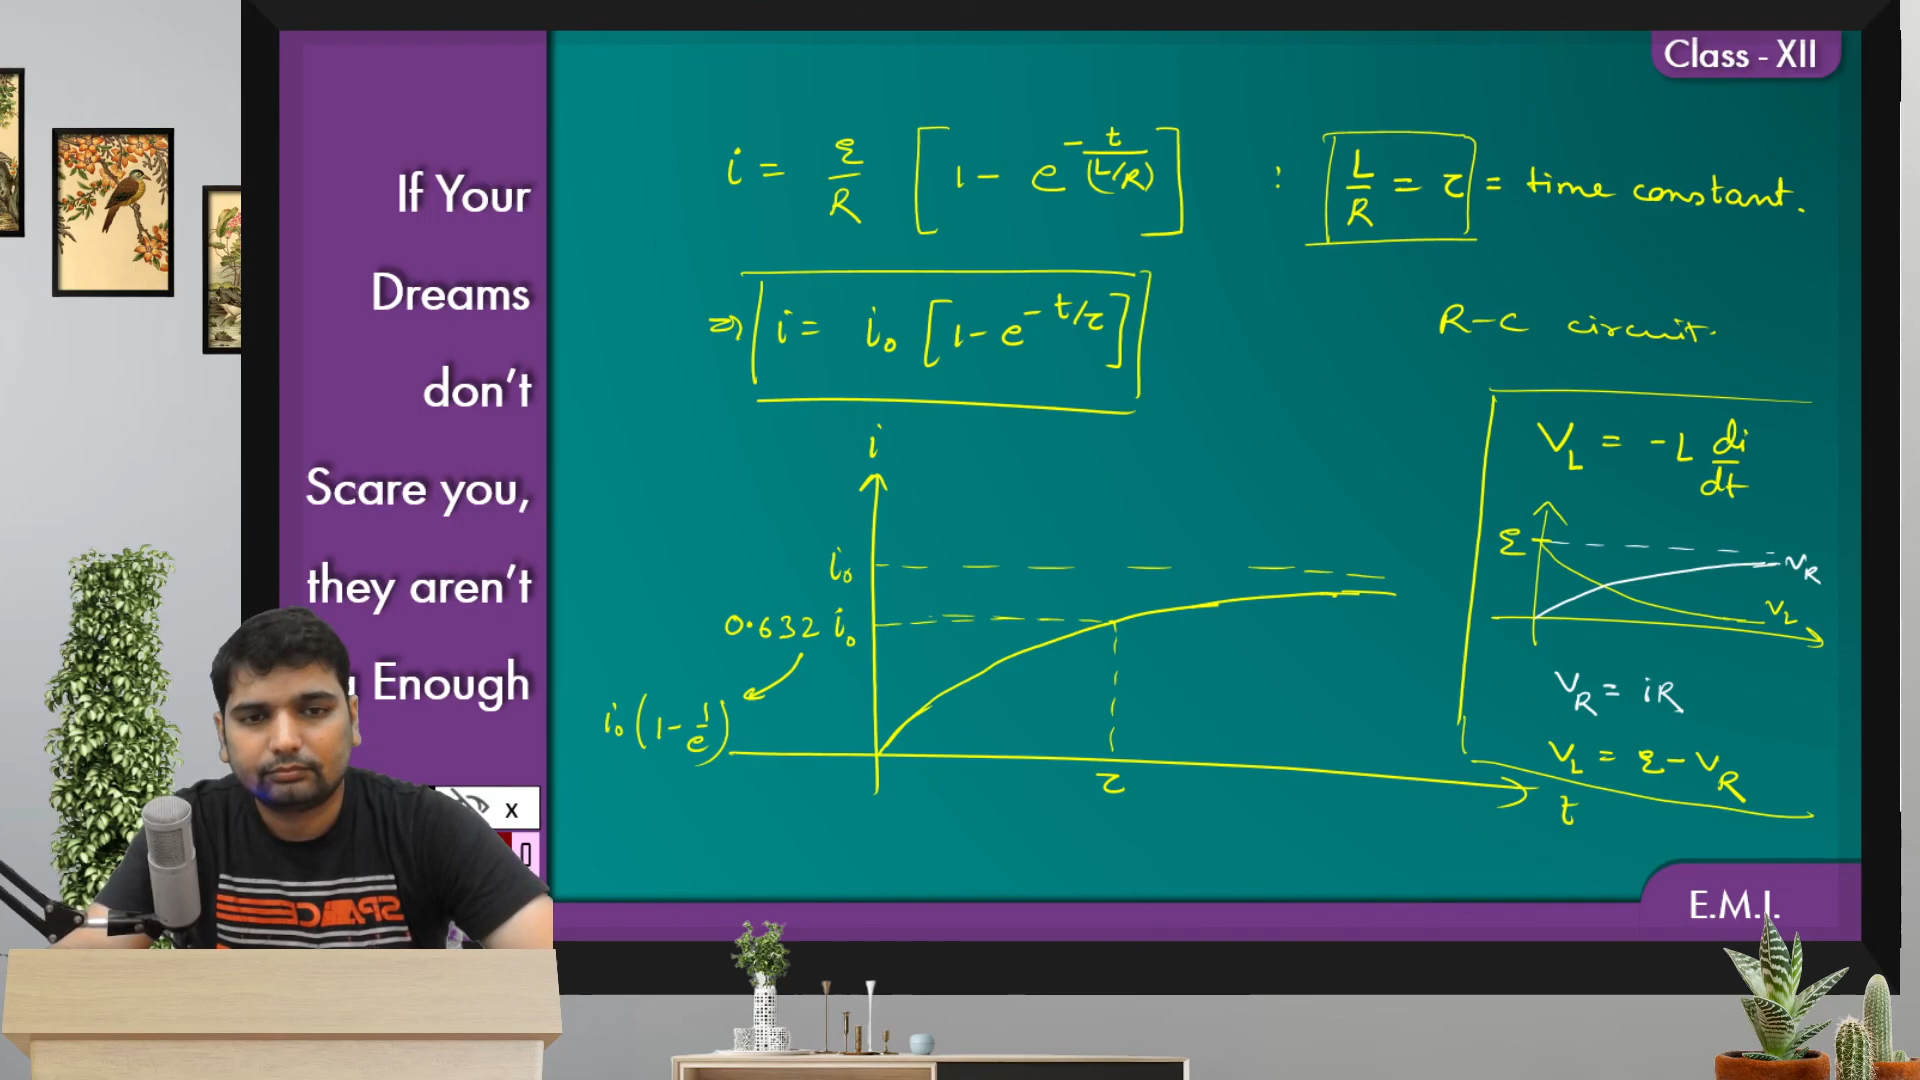 Class - XII
If Your
Dreams
don't
Scare you,
they aren't
Enough
i = ε/R [1 - e^(-t/(L/R))] : L/R = τ = time constant.
⇒ i = i₀ [1 - e^(-t/τ)]
R-C circuit.
V_L = -L di/dt
i
i₀
0.632 i₀
i₀(1 - 1/e)
τ
t
ε
V_R
V_L
V_R = iR
V_L = ε - V_R
x
E.M.I.